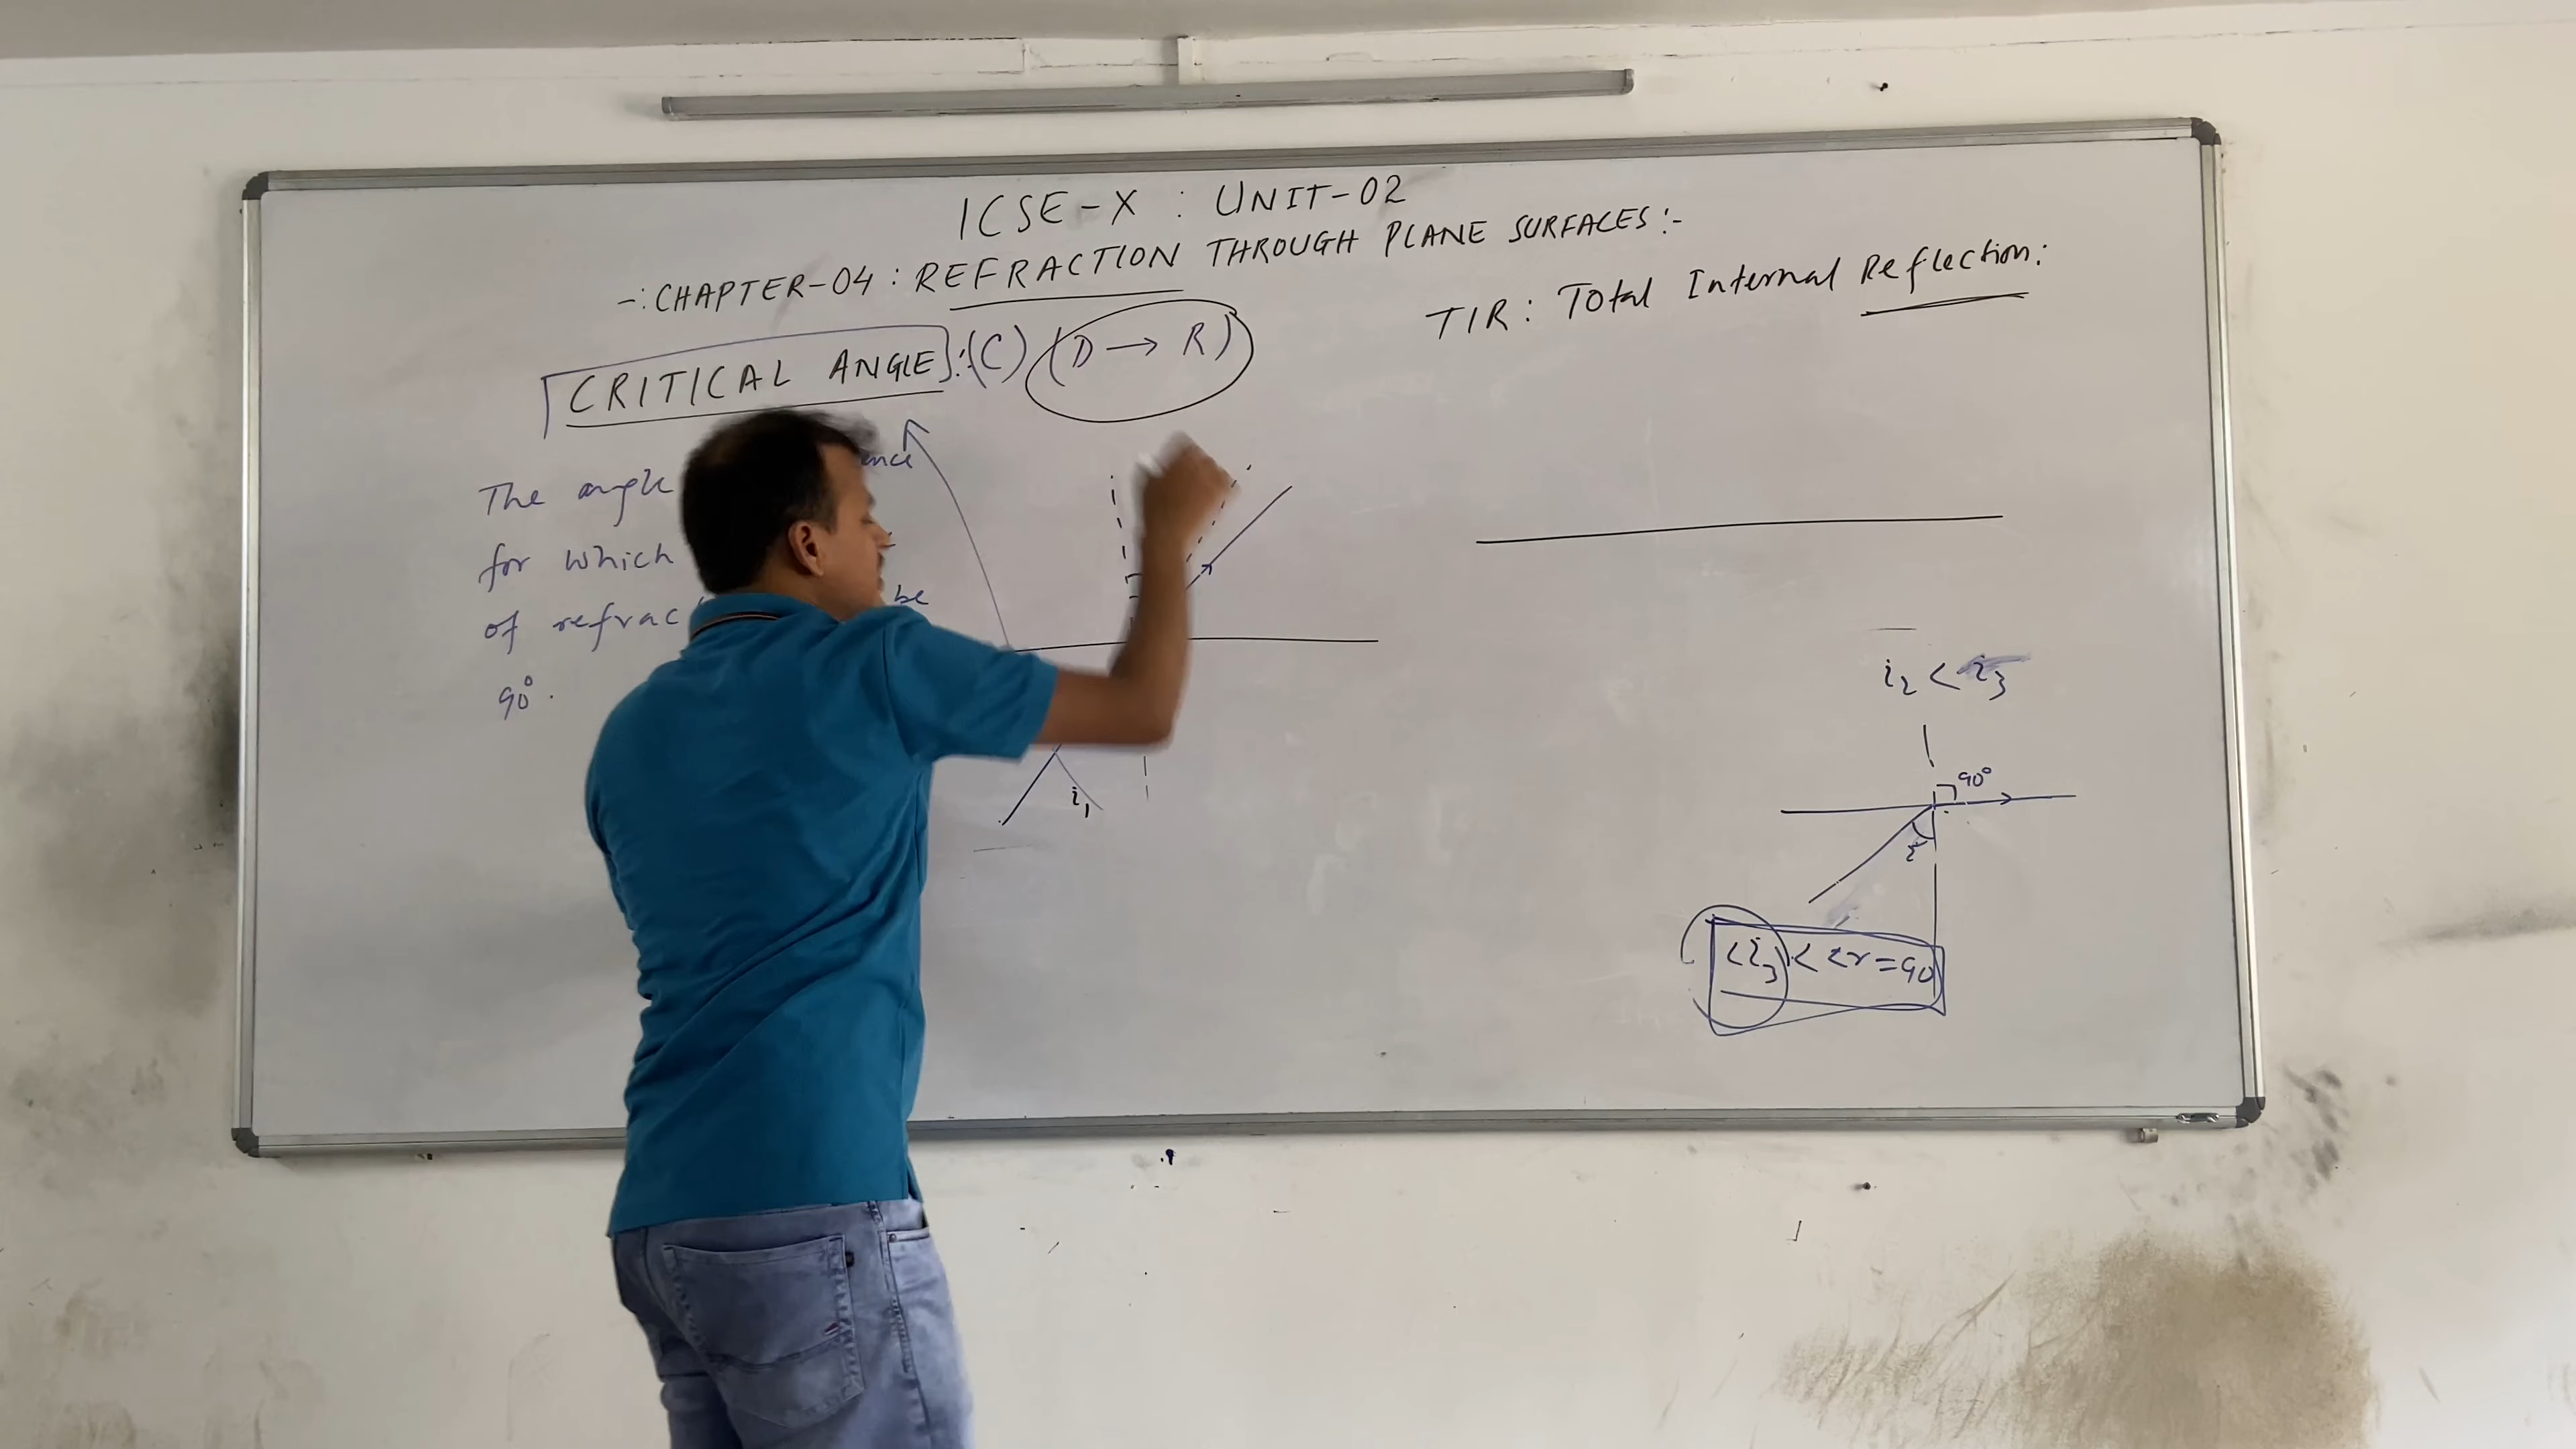 ICSE-X : UNIT-02
-:CHAPTER-04: REFRACTION THROUGH PLANE SURFACES:-
TIR: Total Internal Reflection:
CRITICAL ANGLE:(C) (D → R)
The angle
for which
of refrac be
90°.
i₁
i₂ < i₃
90°
i
<i₃ < <r=90